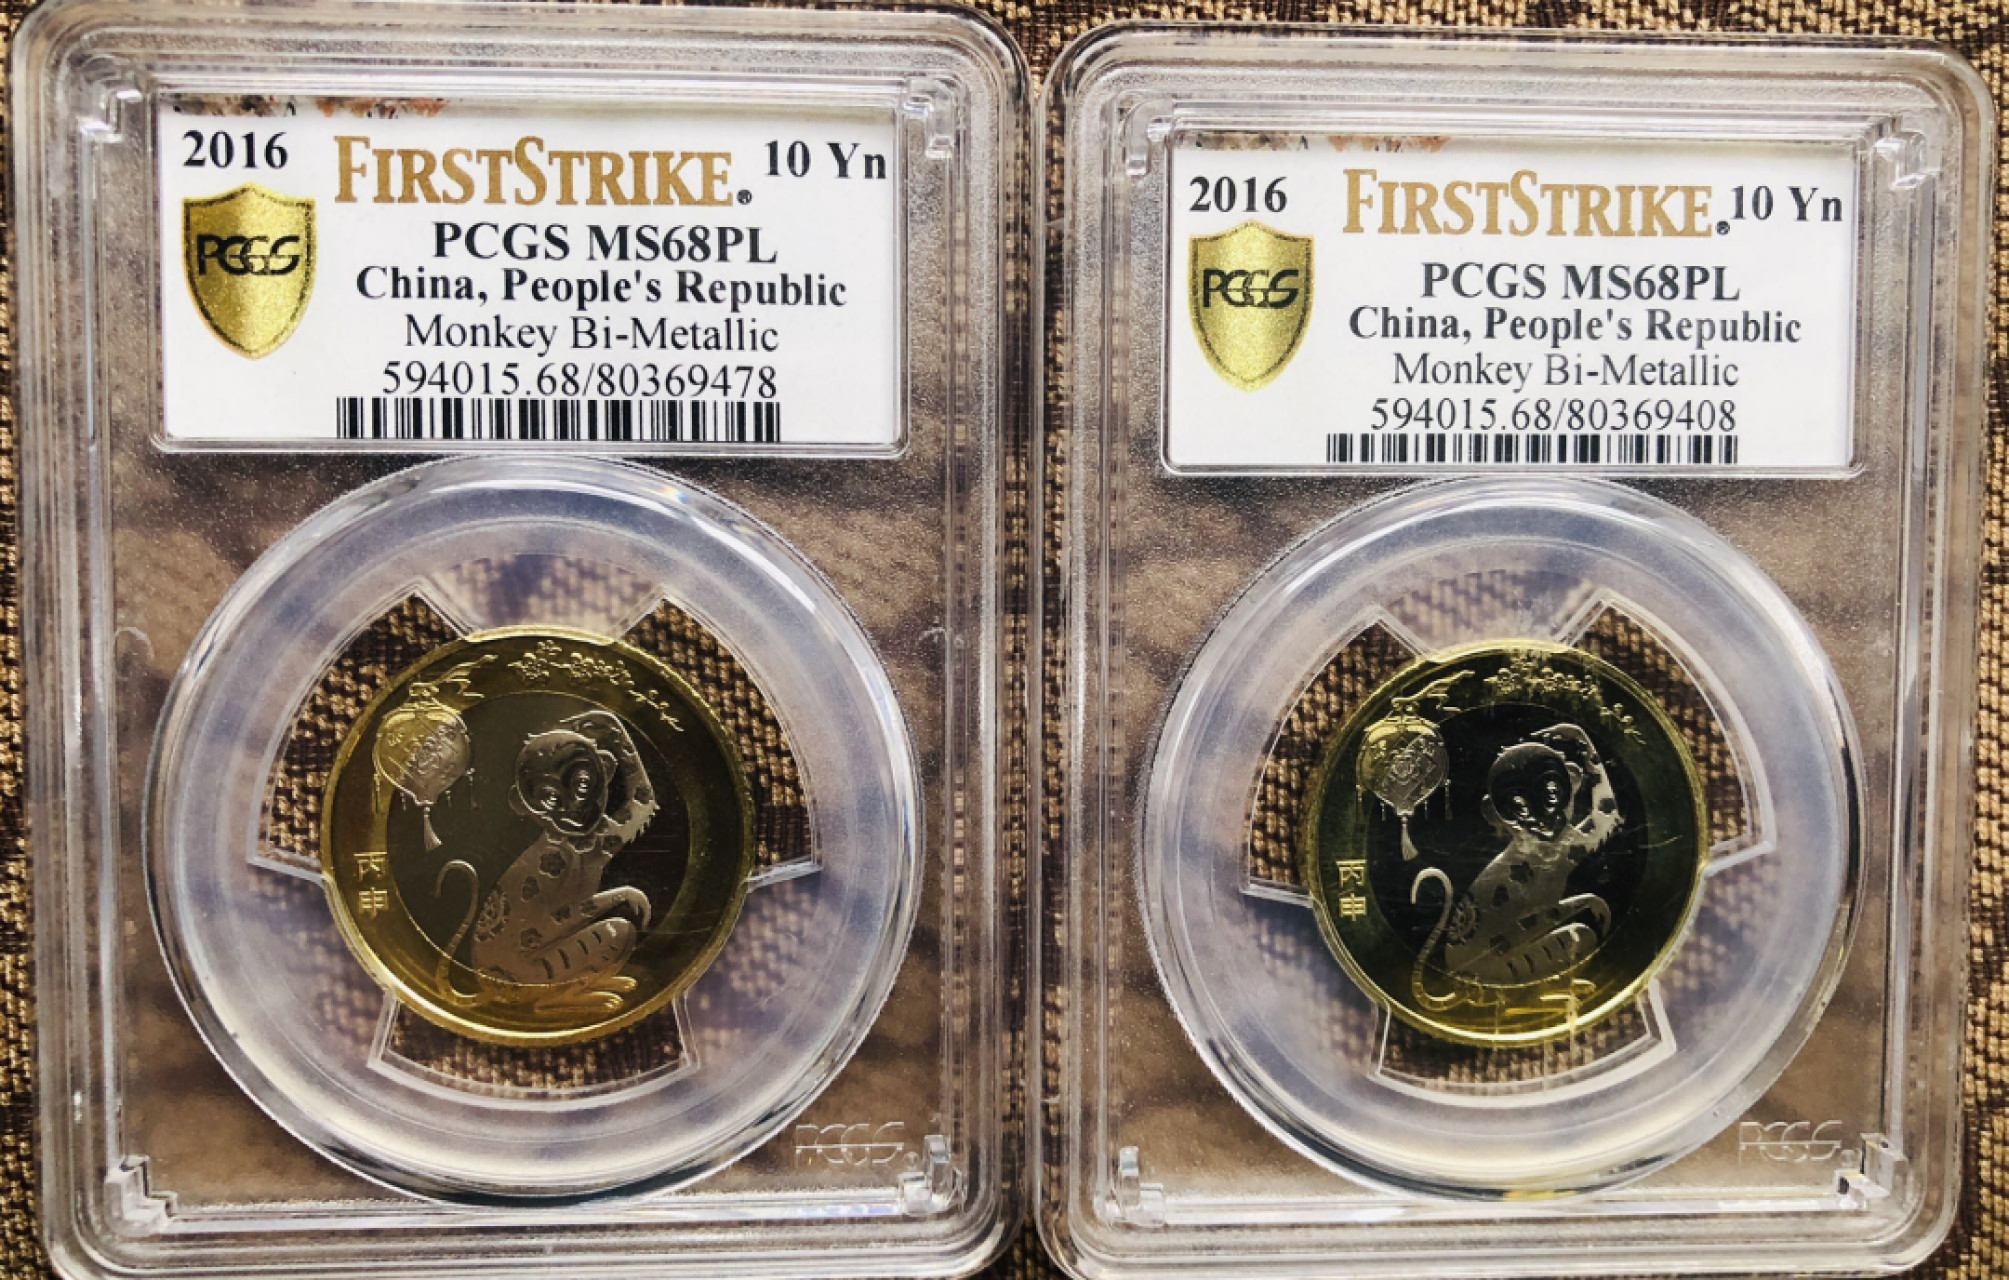 2016 FIRSTSTRIKE® 10 Yn
PCGS
PCGS MS68PL
China, People's Republic
Monkey Bi-Metallic
594015.68/80369478
丙申
PCGS
2016 FIRSTSTRIKE® 10 Yn
PCGS
PCGS MS68PL
China, People's Republic
Monkey Bi-Metallic
594015.68/80369408
丙申
PCGS